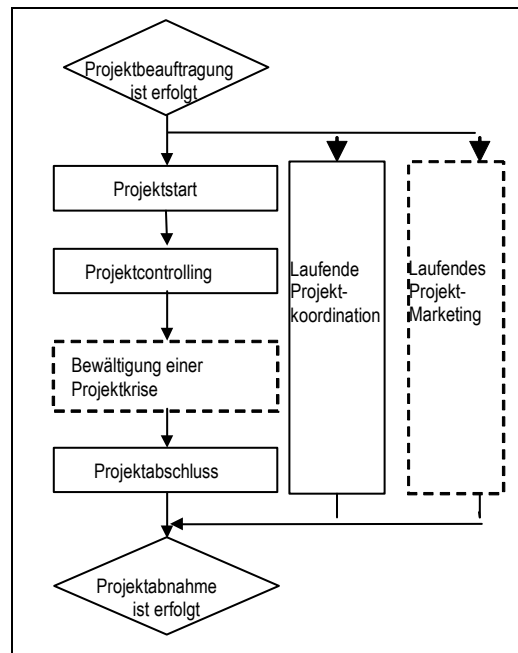 Projektbeauftragung
ist erfolgt
Projektstart
Projektcontrolling
Bewältigung einer
Projektkrise
Projektabschluss
Laufende
Projekt-
koordination
Laufendes
Projekt-
Marketing
Projektabnahme
ist erfolgt